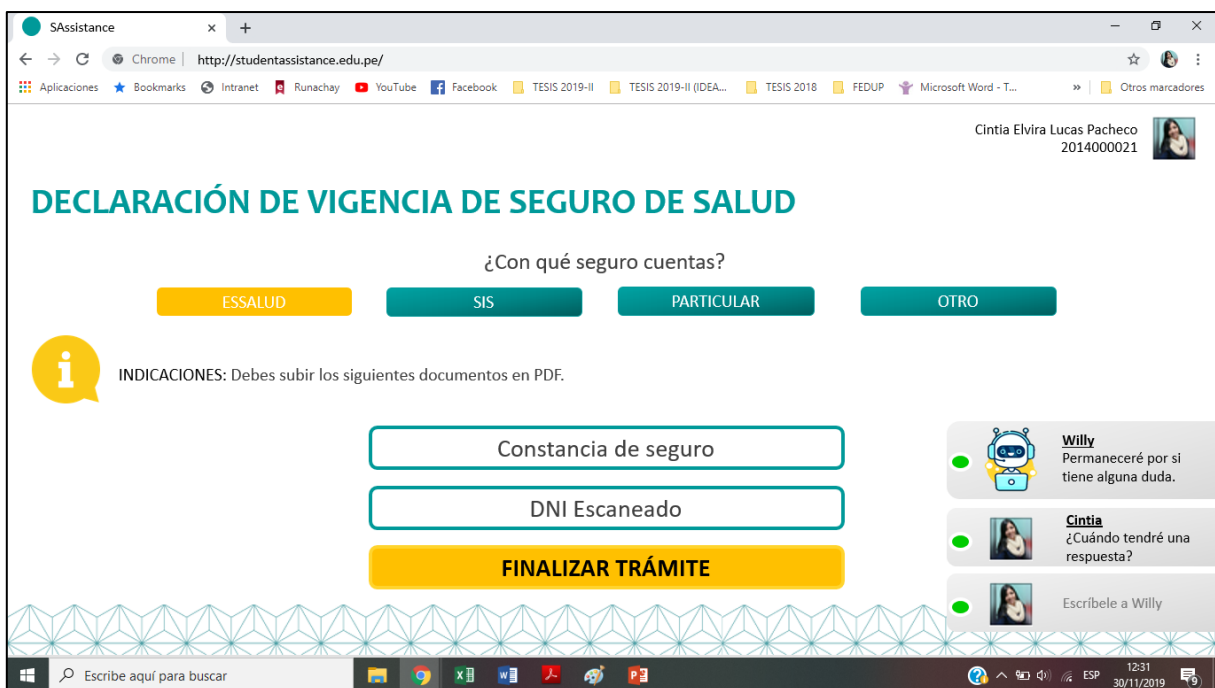 SAssistance
Chrome
http://studentassistance.edu.pe/
Aplicaciones
Bookmarks
Intranet
Runachay
YouTube
Facebook
TESIS 2019-II
TESIS 2019-II (IDEA...
TESIS 2018
FEDUP
Microsoft Word - T...
»
Otros marcadores
Cintia Elvira Lucas Pacheco
2014000021
DECLARACIÓN DE VIGENCIA DE SEGURO DE SALUD
¿Con qué seguro cuentas?
ESSALUD
SIS
PARTICULAR
OTRO
INDICACIONES: Debes subir los siguientes documentos en PDF.
Constancia de seguro
DNI Escaneado
FINALIZAR TRÁMITE
Willy
Permaneceré por si
tiene alguna duda.
Cintia
¿Cuándo tendré una
respuesta?
Escríbele a Willy
Escribe aquí para buscar
ESP
12:31
30/11/2019
9